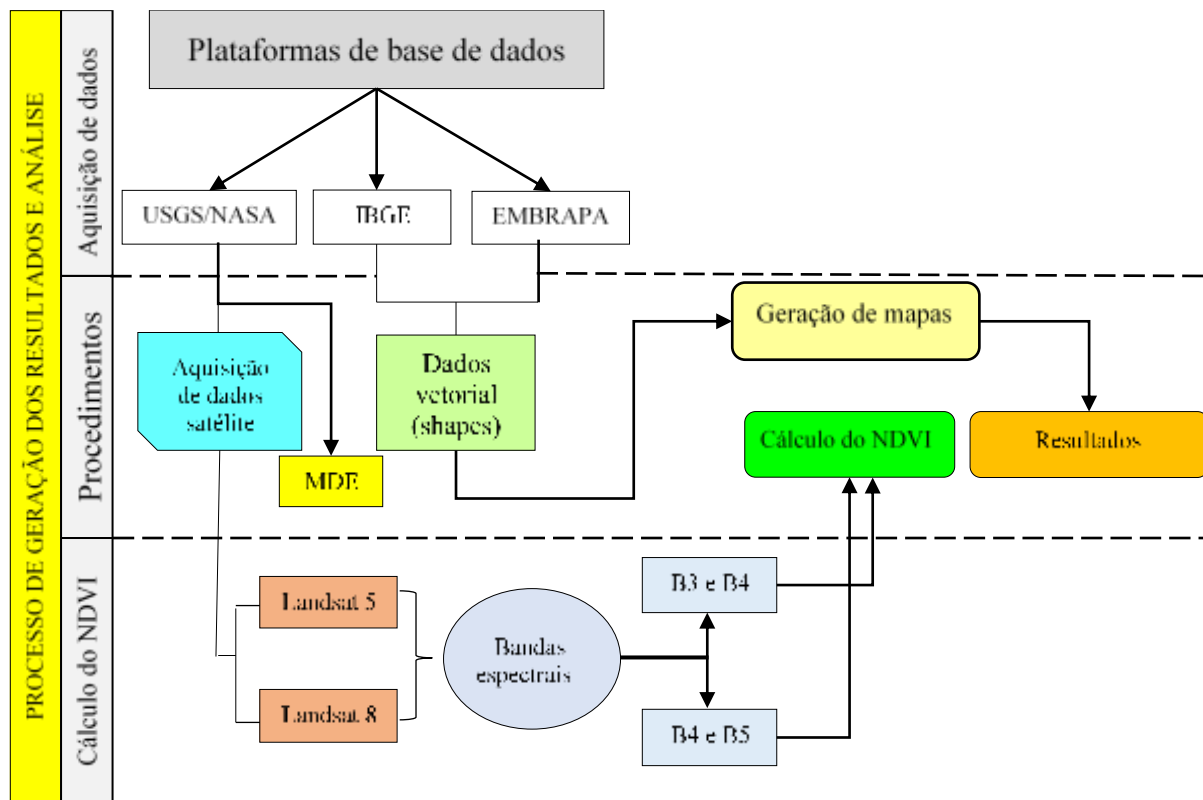 PROCESSO DE GERAÇÃO DOS RESULTADOS E ANÁLISE
Aquisição de dados
Plataformas de base de dados
USGS/NASA
IBGE
EMBRAPA
Procedimentos
Aquisição
de dados
satélite
MDE
Dados
vetorial
(shapes)
Geração de mapas
Cálculo do NDVI
Resultados
Cálculo do NDVI
Landsat 5
Landsat 8
Bandas
espectrais
B3 e B4
B4 e B5